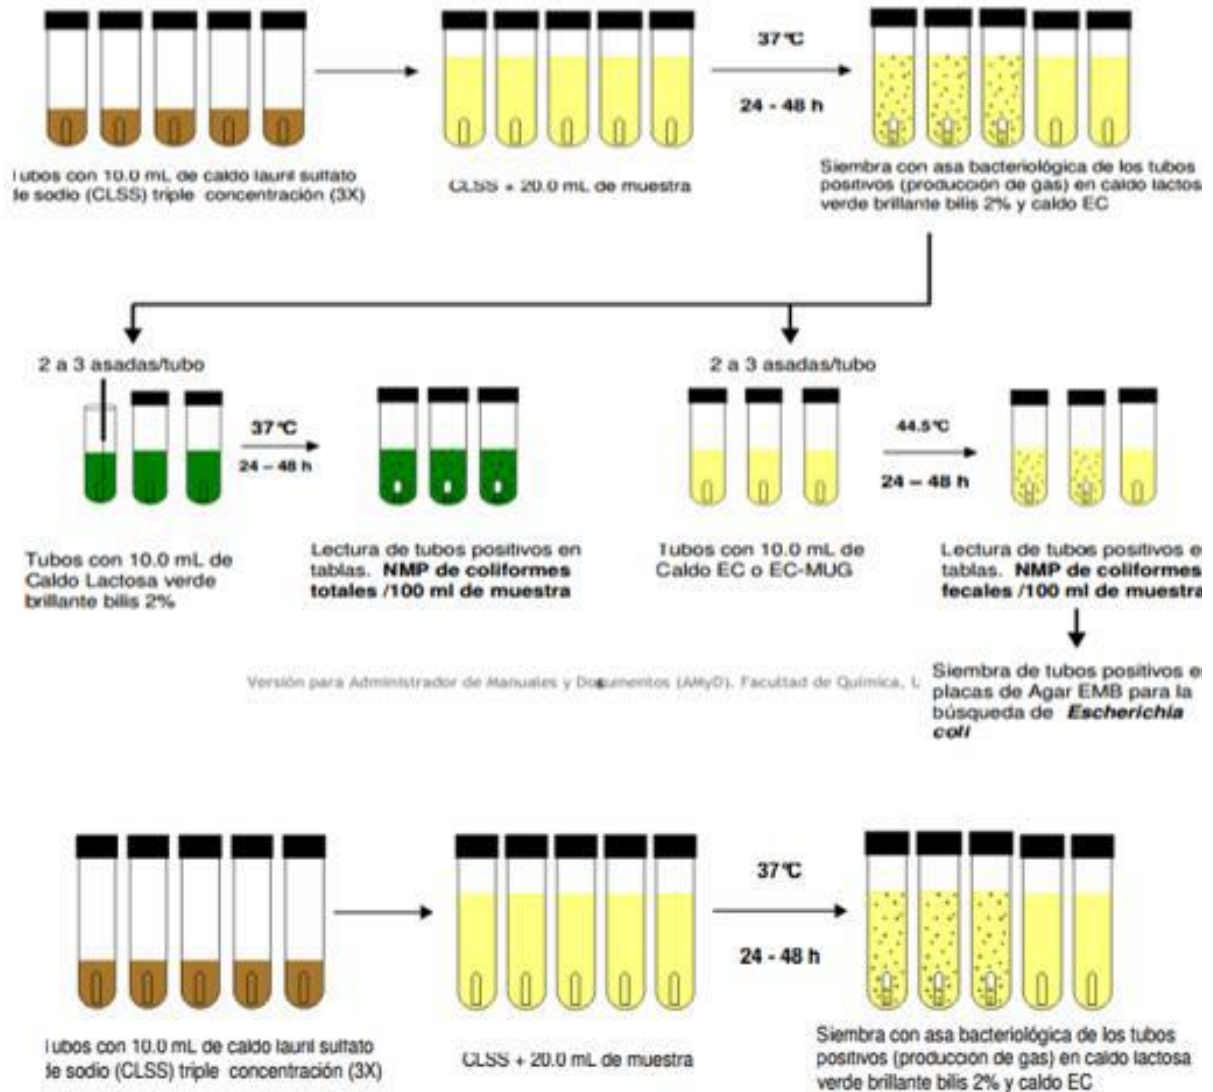 37°C
24 - 48 h
Tubos con 10.0 mL de caldo lauril sulfato
de sodio (CLSS) triple concentración (3X)
CLSS + 20.0 mL de muestra
Siembra con asa bacteriológica de los tubos
positivos (producción de gas) en caldo lactosa
verde brillante bilis 2% y caldo EC
2 a 3 asadas/tubo
2 a 3 asadas/tubo
37°C
24 – 48 h
44.5°C
24 – 48 h
Tubos con 10.0 mL de
Caldo Lactosa verde
brillante bilis 2%
Lectura de tubos positivos en
tablas. NMP de coliformes
totales /100 ml de muestra
Tubos con 10.0 mL de
Caldo EC o EC-MUG
Lectura de tubos positivos e
tablas. NMP de coliformes
fecales /100 ml de muestra
Versión para Administrador de Manuales y Documentos (AMyD). Facultad de Química, U
Siembra de tubos positivos e
placas de Agar EMB para la
búsqueda de Escherichia
coli
37°C
24 - 48 h
Tubos con 10.0 mL de caldo lauril sulfato
de sodio (CLSS) triple concentración (3X)
CLSS + 20.0 mL de muestra
Siembra con asa bacteriológica de los tubos
positivos (producción de gas) en caldo lactosa
verde brillante bilis 2% y caldo EC